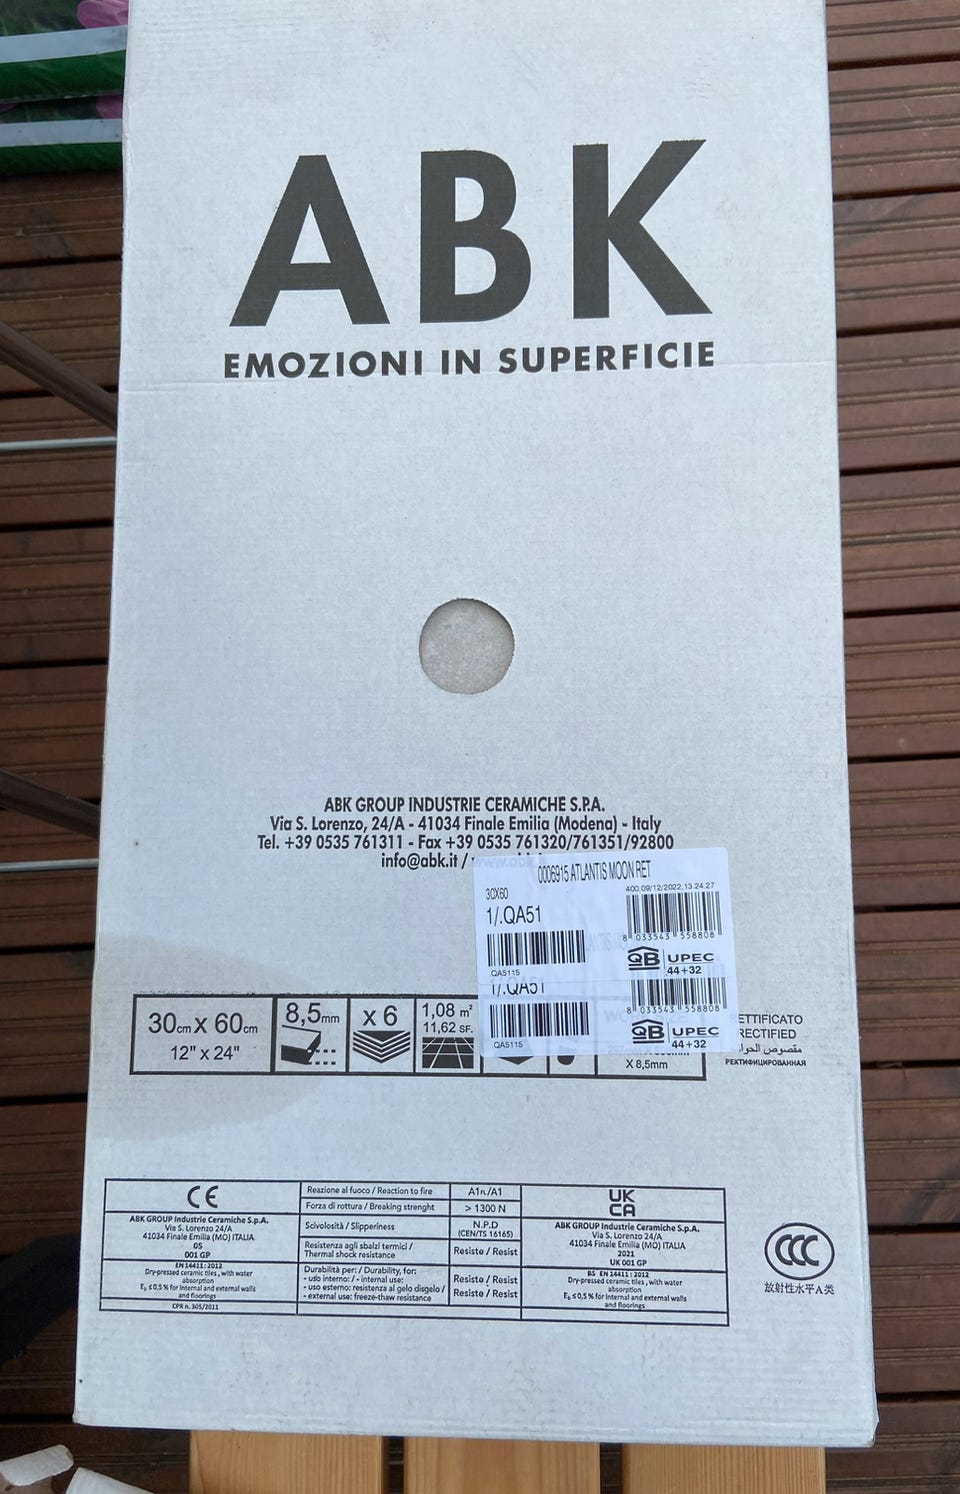 ABK
EMOZIONI IN SUPERFICIE
ABK GROUP INDUSTRIE CERAMICHE S.P.A.
Via S. Lorenzo, 24/A - 41034 Finale Emilia (Modena) - Italy
Tel. +39 0535 761311 - Fax +39 0535 761320/761351/92800
info@abk.it /
0006915 ATLANTIS MOON RET
30X60
400,09/12/2022,13.24.27
1/.QA51
8 033543 558808
QA5115
QB UPEC
44+32
1/.QA51
8 033543 558808
QA5115
QB UPEC
44+32
30cm X 60cm
12" x 24"
8,5mm
x 6
1,08 m²
11,62 SF.
X 8,5mm
ETTIFICATO
RECTIFIED
مقصوص الحوا
РЕКТИФИЦИРОВАННАЯ
CE
ABK GROUP Industrie Ceramiche S.p.A.
Via S. Lorenzo 24/A
41034 Finale Emilia (MO) ITALIA
05
001 GP
EN 14411 : 2012
Dry-pressed ceramic tiles, with water
absorption
Eb ≤ 0,5 % for internal and external walls
and floorings
CPR n. 305/2011
Reazione al fuoco / Reaction to fire
A1FL/A1
Forza di rottura / Breaking strenght
> 1300 N
Scivolosità / Slipperiness
N.P.D
(CEN/TS 16165)
Resistenza agli sbalzi termici /
Thermal shock resistance
Resiste / Resist
Durabilità per: / Durability, for:
- uso interno: / - internal use:
- uso esterno: resistenza al gelo disgelo /
- external use: freeze-thaw resistance
Resiste / Resist
Resiste / Resist
UK
CA
ABK GROUP Industrie Ceramiche S.p.A.
Via S. Lorenzo 24/A
41034 Finale Emilia (MO) ITALIA
2021
UK 001 GP
BS EN 14411 : 2012
Dry-pressed ceramic tiles, with water
absorption
Eb ≤ 0,5 % for internal and external walls
and floorings
CCC
放射性水平A类